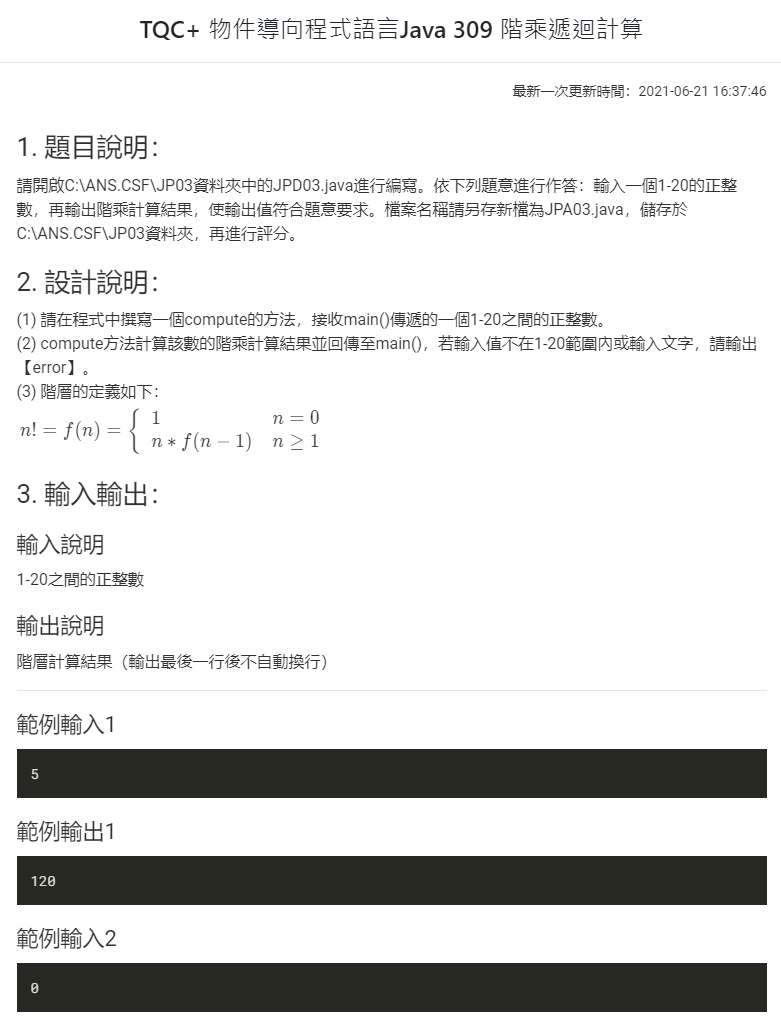 TQC+ 物件導向程式語言Java 309 階乘遞迴計算
最新一次更新時間：2021-06-21 16:37:46
1. 題目說明：
請開啟C:\ANS.CSF\JP03資料夾中的JPD03.java進行編寫。依下列題意進行作答：輸入一個1-20的正整
數，再輸出階乘計算結果，使輸出值符合題意要求。檔案名稱請另存新檔為JPA03.java，儲存於
C:\ANS.CSF\JP03資料夾，再進行評分。
2. 設計說明：
(1) 請在程式中撰寫一個compute的方法，接收main()傳遞的一個1-20之間的正整數。
(2) compute方法計算該數的階乘計算結果並回傳至main()，若輸入值不在1-20範圍內或輸入文字，請輸出
【error】。
(3) 階層的定義如下：
n! = f(n) = { 1 n = 0
n * f(n − 1) n ≥ 1
3. 輸入輸出：
輸入說明
1-20之間的正整數
輸出說明
階層計算結果（輸出最後一行後不自動換行）
範例輸入1
5
範例輸出1
120
範例輸入2
0